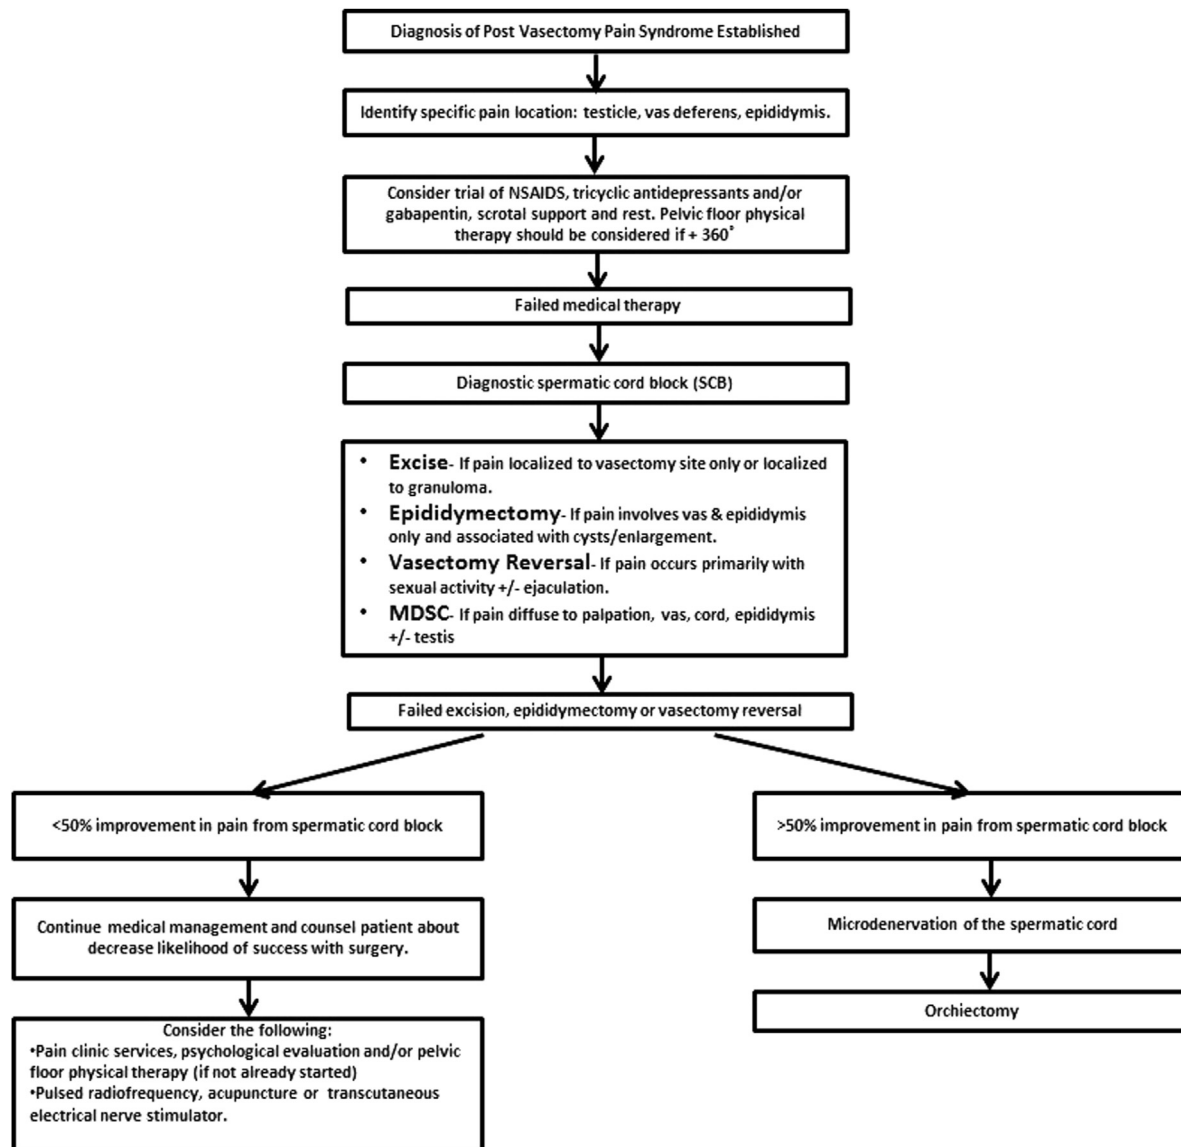 Diagnosis of Post Vasectomy Pain Syndrome Established
Identify specific pain location: testicle, vas deferens, epididymis.
Consider trial of NSAIDS, tricyclic antidepressants and/or
gabapentin, scrotal support and rest. Pelvic floor physical
therapy should be considered if + 360°
Failed medical therapy
Diagnostic spermatic cord block (SCB)
• Excise- If pain localized to vasectomy site only or localized
to granuloma.
• Epididymectomy- If pain involves vas & epididymis
only and associated with cysts/enlargement.
• Vasectomy Reversal- If pain occurs primarily with
sexual activity +/- ejaculation.
• MDSC- If pain diffuse to palpation, vas, cord, epididymis
+/- testis
Failed excision, epididymectomy or vasectomy reversal
<50% improvement in pain from spermatic cord block
Continue medical management and counsel patient about
decrease likelihood of success with surgery.
Consider the following:
•Pain clinic services, psychological evaluation and/or pelvic
floor physical therapy (if not already started)
•Pulsed radiofrequency, acupuncture or transcutaneous
electrical nerve stimulator.
>50% improvement in pain from spermatic cord block
Microdenervation of the spermatic cord
Orchiectomy